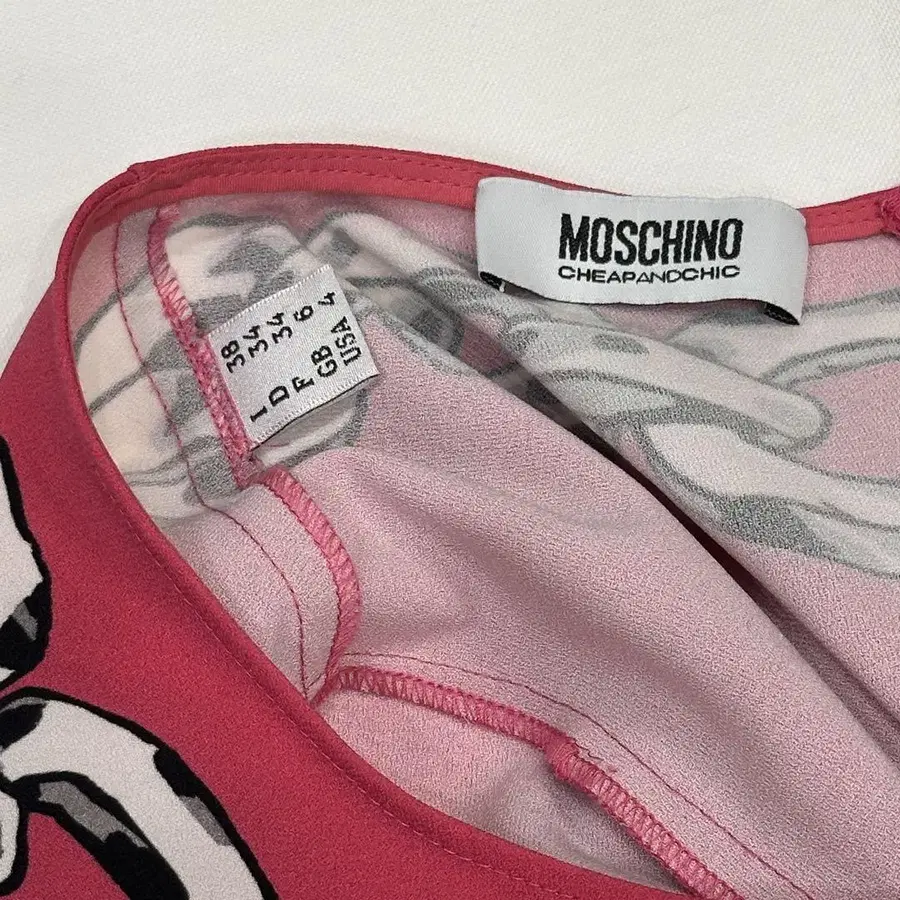 MOSCHINO
CHEAPANDCHIC
I 38
D 34
F 34
GB 6
USA 4